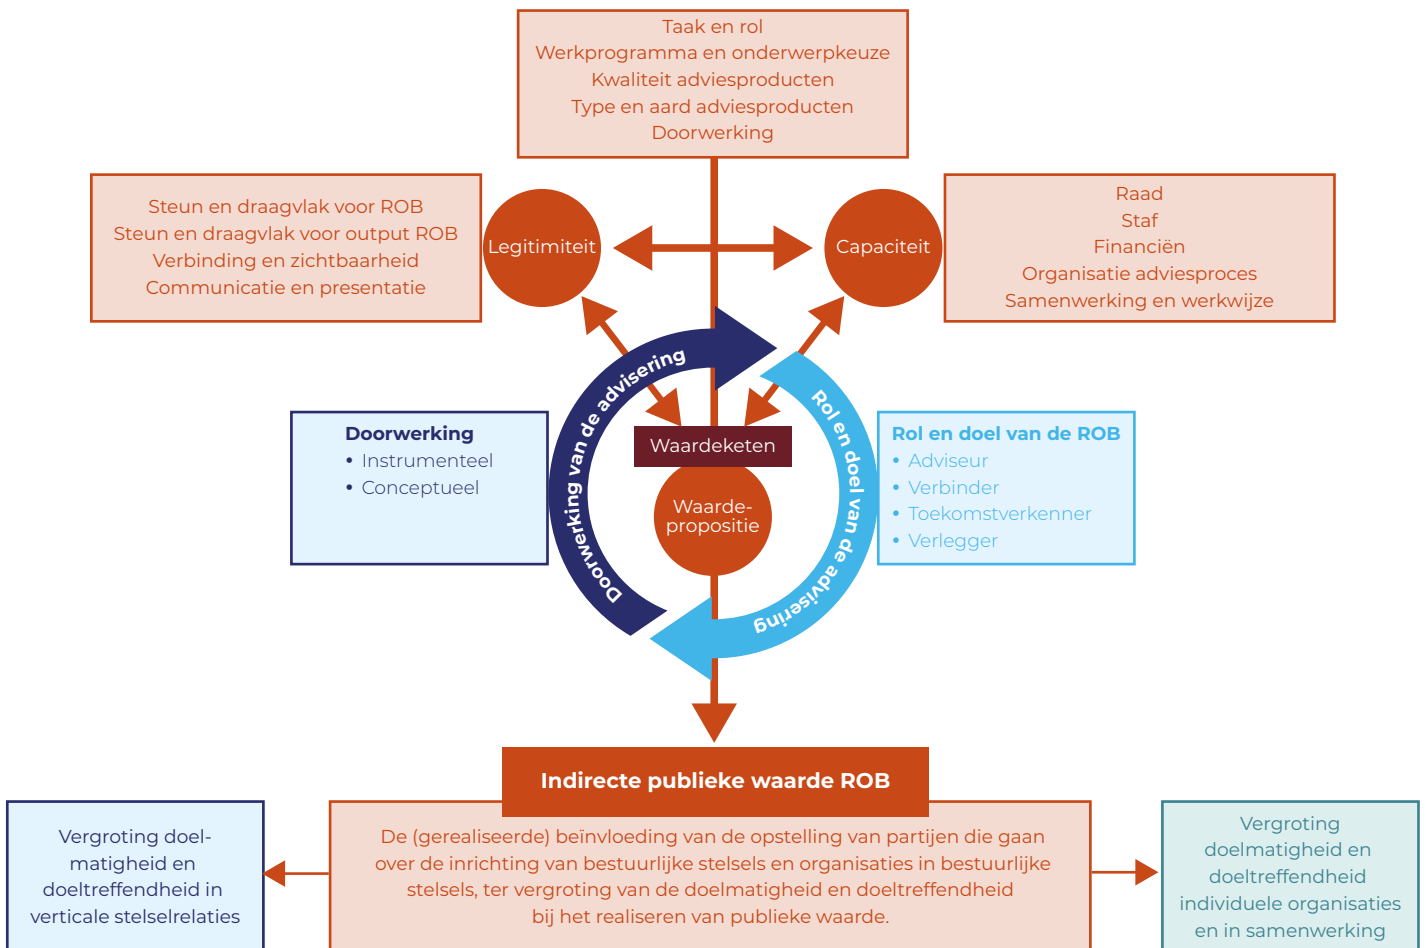 Taak en rol
Werkprogramma en onderwerpkeuze
Kwaliteit adviesproducten
Type en aard adviesproducten
Doorwerking
Steun en draagvlak voor ROB
Steun en draagvlak voor output ROB
Verbinding en zichtbaarheid
Communicatie en presentatie
Legitimiteit
Capaciteit
Raad
Staf
Financiën
Organisatie adviesproces
Samenwerking en werkwijze
Doorwerking van de advisering
Rol en doel van de advisering
Doorwerking
• Instrumenteel
• Conceptueel
Waardeketen
Waarde-
propositie
Rol en doel van de ROB
• Adviseur
• Verbinder
• Toekomstverkenner
• Verlegger
Indirecte publieke waarde ROB
Vergroting doel-
matigheid en
doeltreffendheid in
verticale stelselrelaties
De (gerealiseerde) beïnvloeding van de opstelling van partijen die gaan
over de inrichting van bestuurlijke stelsels en organisaties in bestuurlijke
stelsels, ter vergroting van de doelmatigheid en doeltreffendheid
bij het realiseren van publieke waarde.
Vergroting
doelmatigheid en
doeltreffendheid
individuele organisaties
en in samenwerking